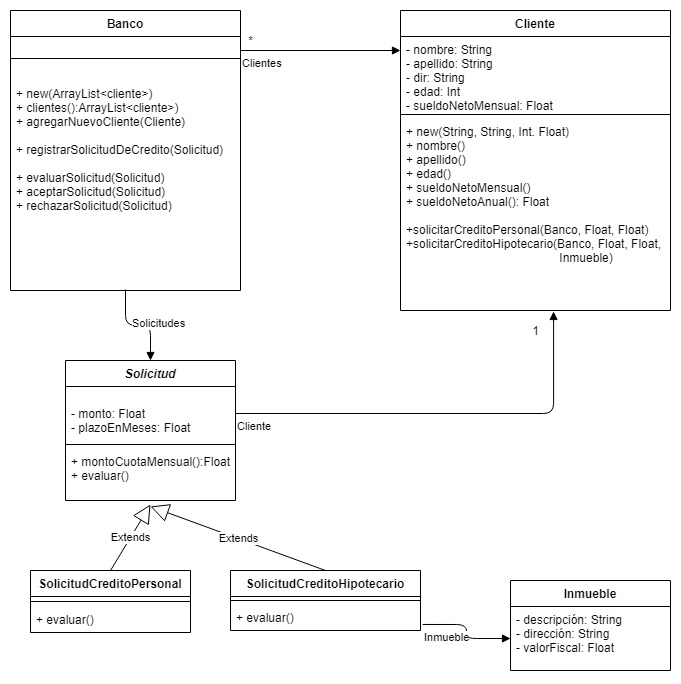 Banco
+ new(ArrayList<cliente>)
+ clientes():ArrayList<cliente>)
+ agregarNuevoCliente(Cliente)
+ registrarSolicitudDeCredito(Solicitud)
+ evaluarSolicitud(Solicitud)
+ aceptarSolicitud(Solicitud)
+ rechazarSolicitud(Solicitud)
*
Clientes
Cliente
- nombre: String
- apellido: String
- dir: String
- edad: Int
- sueldoNetoMensual: Float
+ new(String, String, Int. Float)
+ nombre()
+ apellido()
+ edad()
+ sueldoNetoMensual()
+ sueldoNetoAnual(): Float
+solicitarCreditoPersonal(Banco, Float, Float)
+solicitarCreditoHipotecario(Banco, Float, Float,
Inmueble)
Solicitudes
1
Solicitud
- monto: Float
- plazoEnMeses: Float
+ montoCuotaMensual():Float
+ evaluar()
Cliente
Extends
Extends
SolicitudCreditoPersonal
+ evaluar()
SolicitudCreditoHipotecario
+ evaluar()
Inmueble
Inmueble
- descripción: String
- dirección: String
- valorFiscal: Float